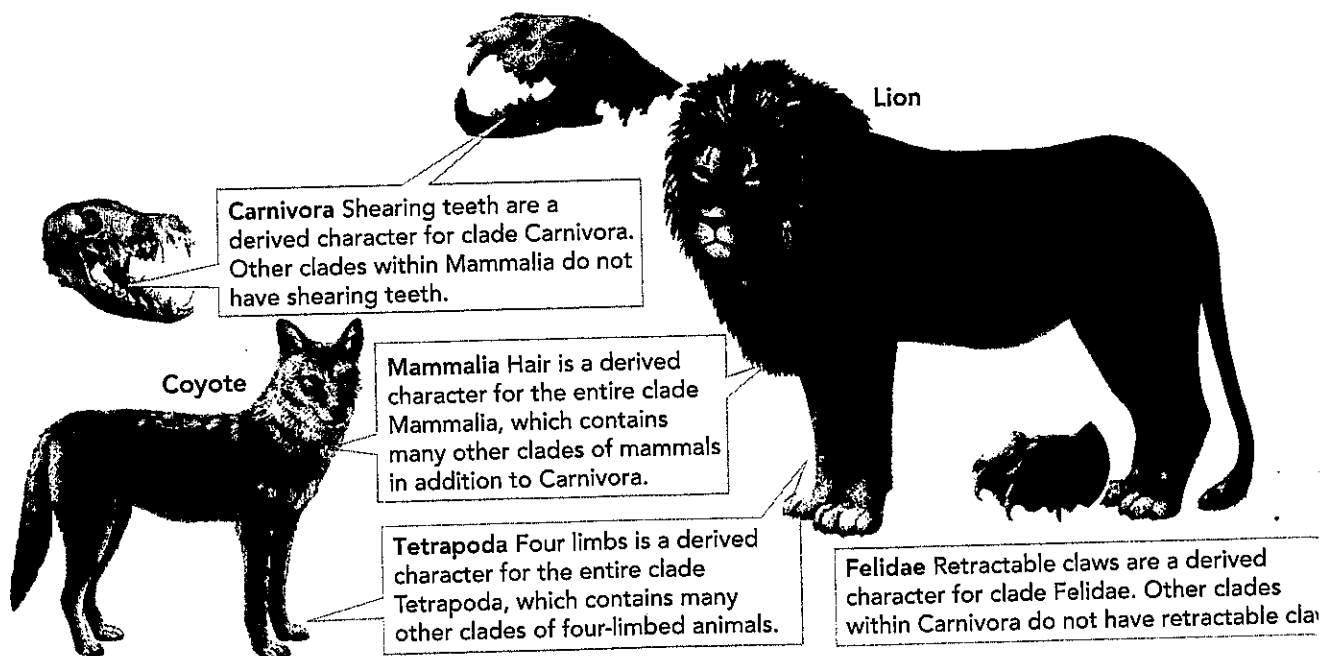 Lion
Carnivora Shearing teeth are a
derived character for clade Carnivora.
Other clades within Mammalia do not
have shearing teeth.
Coyote
Mammalia Hair is a derived
character for the entire clade
Mammalia, which contains
many other clades of mammals
in addition to Carnivora.
Tetrapoda Four limbs is a derived
character for the entire clade
Tetrapoda, which contains many
other clades of four-limbed animals.
Felidae Retractable claws are a derived
character for clade Felidae. Other clades
within Carnivora do not have retractable